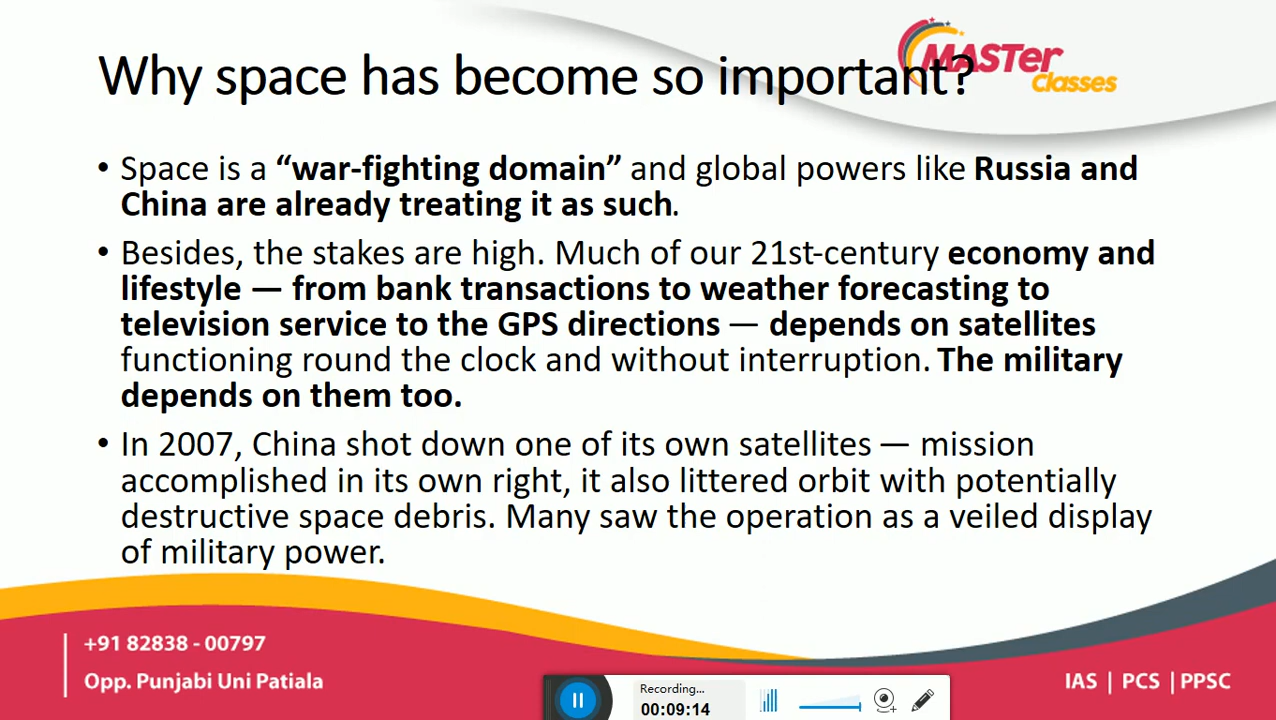 Why space has become so important?
MASTer
classes
• Space is a “war-fighting domain” and global powers like Russia and
China are already treating it as such.
• Besides, the stakes are high. Much of our 21st-century economy and
lifestyle — from bank transactions to weather forecasting to
television service to the GPS directions — depends on satellites
functioning round the clock and without interruption. The military
depends on them too.
• In 2007, China shot down one of its own satellites — mission
accomplished in its own right, it also littered orbit with potentially
destructive space debris. Many saw the operation as a veiled display
of military power.
+91 82838 - 00797
Opp. Punjabi Uni Patiala
Recording...
00:09:14
IAS | PCS | PPSC